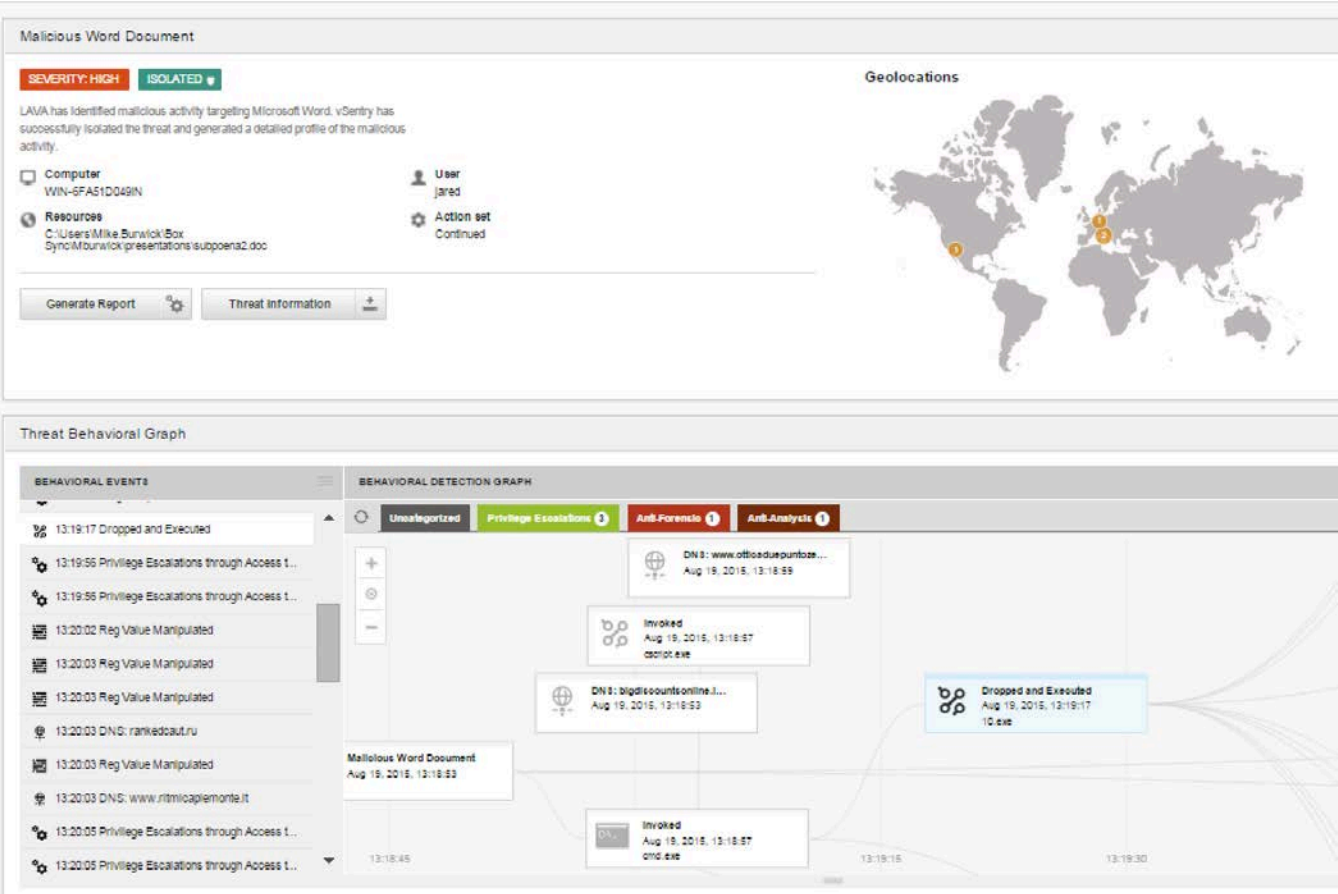 Malicious Word Document
SEVERITY: HIGH
ISOLATED
LAVA has identified malicious activity targeting Microsoft Word. vSentry has
successfully isolated the threat and generated a detailed profile of the malicious
activity.
Computer
WIN-6FA51D049IN
User
jared
Resources
C:\Users\Mike.Burwick\Box
Sync\Mburwick\presentations\subpoena2.doc
Action set
Continued
Generate Report
Threat Information
Geolocations
1
2
Threat Behavioral Graph
BEHAVIORAL EVENTS
13:19:17 Dropped and Executed
13:19:56 Privilege Escalations through Access t...
13:19:56 Privilege Escalations through Access t...
13:20:02 Reg Value Manipulated
13:20:03 Reg Value Manipulated
13:20:03 Reg Value Manipulated
13:20:03 DNS: rankedcaut.ru
13:20:03 Reg Value Manipulated
13:20:03 DNS: www.ritmicapiemonte.it
13:20:05 Privilege Escalations through Access t...
13:20:05 Privilege Escalations through Access t...
BEHAVIORAL DETECTION GRAPH
Uncategorized
Privilege Escalations 3
Anti-Forensic 1
Anti-Analysis 1
DNS: www.officaduepuntoze...
Aug 19, 2015, 13:18:59
Invoked
Aug 19, 2015, 13:18:57
cscript.exe
DNS: bigdiscountsonline.i...
Aug 19, 2015, 13:18:53
Dropped and Executed
Aug 19, 2015, 13:19:17
10.exe
Malicious Word Document
Aug 19, 2015, 13:18:53
Invoked
Aug 19, 2015, 13:18:57
cmd.exe
13:18:45
13:19:15
13:19:30